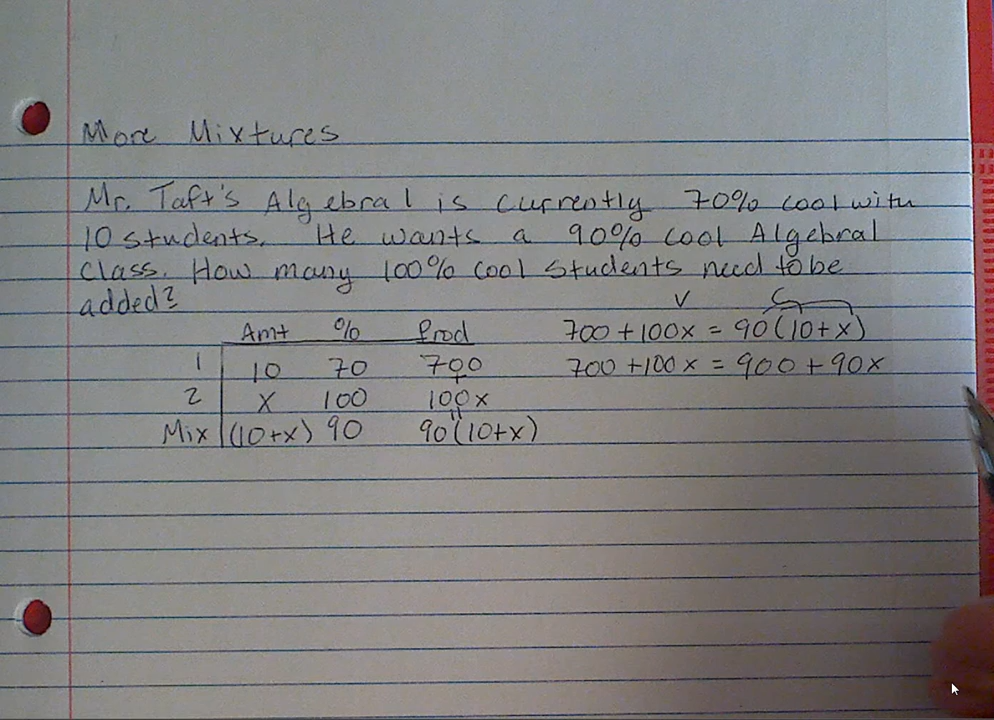 More Mixtures
Mr. Taft's Algebra 1 is currently 70% cool with
10 students. He wants a 90% cool Algebra 1
class. How many 100% cool students need to be
added?
V C
Amt % Prod 700 + 100x = 90(10+x)
1 10 70 700 700 + 100x = 900 + 90x
+
2 x 100 100x
=
Mix (10+x) 90 90(10+x)